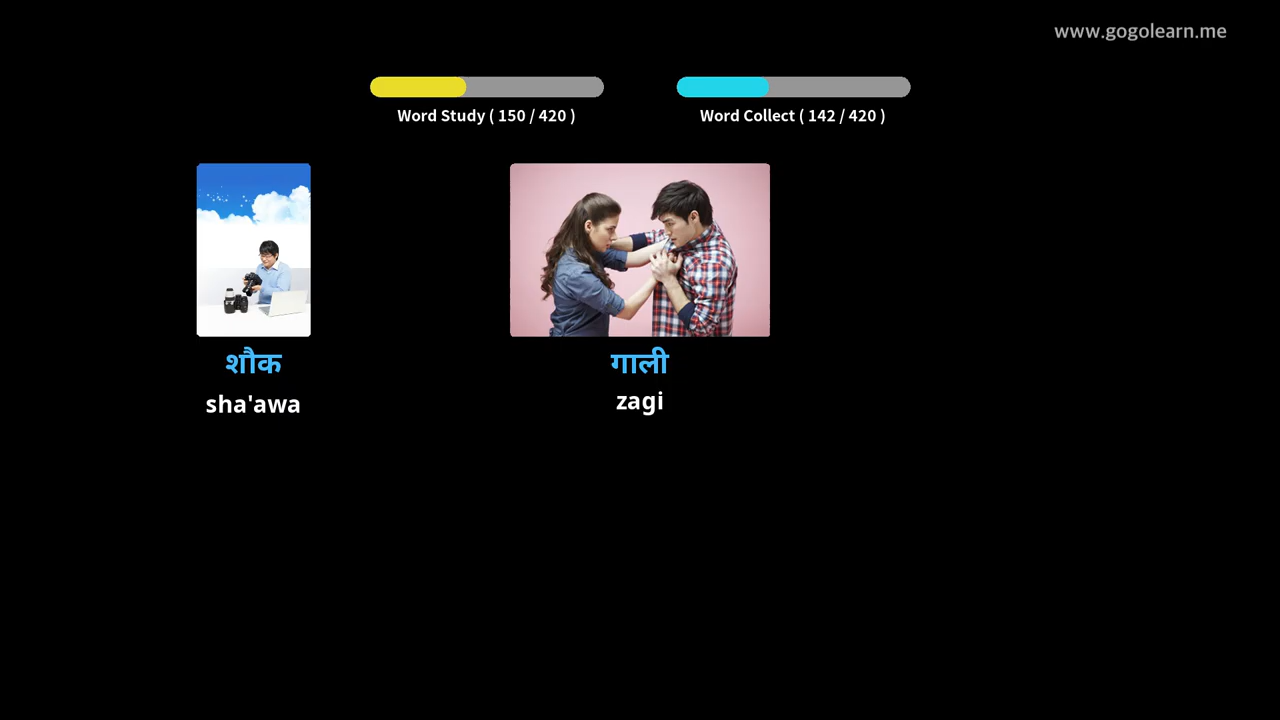 www.gogolearn.me
Word Study ( 150 / 420 )
Word Collect ( 142 / 420 )
शौक
sha'awa
गाली
zagi